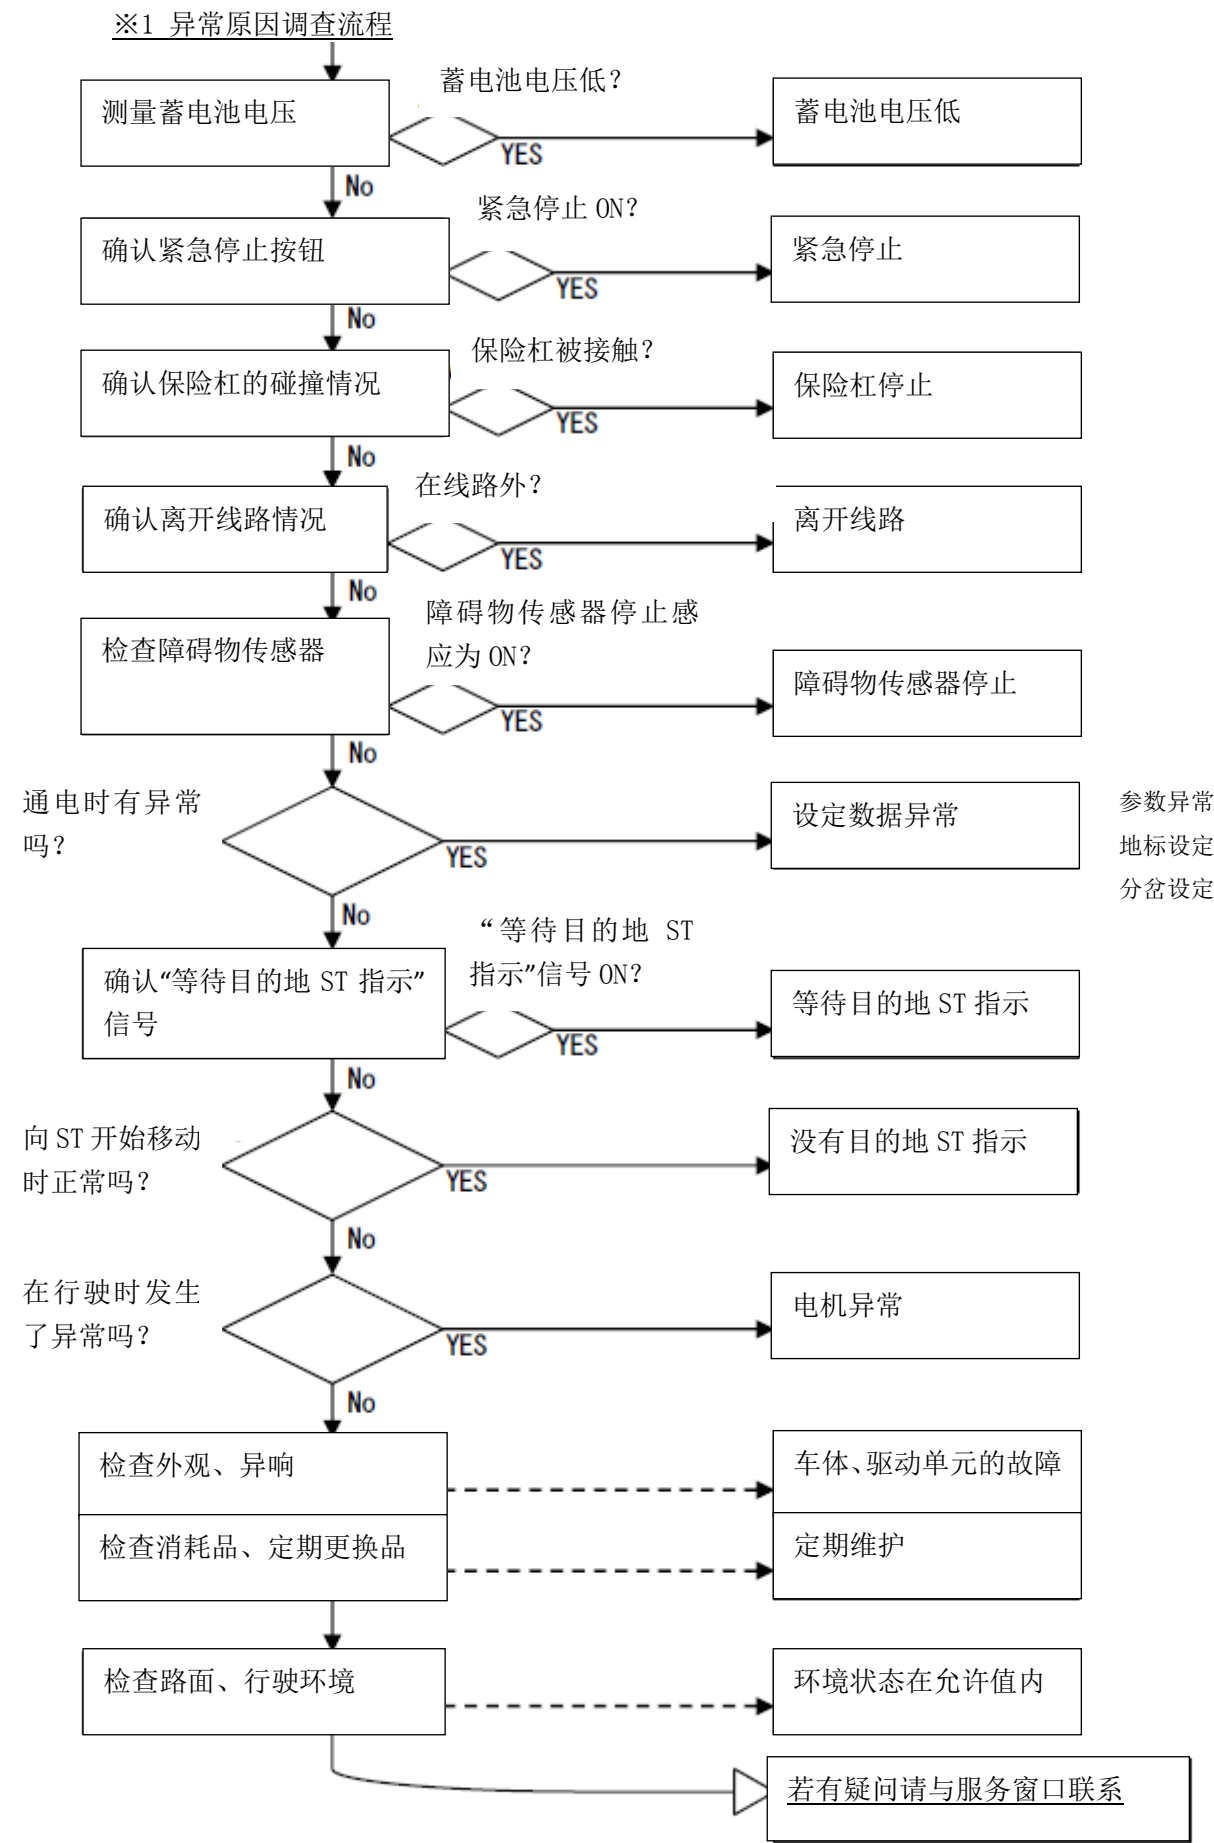 ※1 异常原因调查流程
蓄电池电压低？
测量蓄电池电压
蓄电池电压低
YES
No
紧急停止 ON？
确认紧急停止按钮
紧急停止
YES
No
保险杠被接触？
确认保险杠的碰撞情况
保险杠停止
YES
No
在线路外？
确认离开线路情况
离开线路
YES
No
障碍物传感器停止感
应为 ON？
检查障碍物传感器
障碍物传感器停止
YES
No
通电时有异常
吗？
设定数据异常
参数异常
地标设定
分岔设定
YES
No
“等待目的地 ST
指示”信号 ON？
确认“等待目的地 ST 指示”
信号
等待目的地 ST 指示
YES
No
向 ST 开始移动
时正常吗？
没有目的地 ST 指示
YES
No
在行驶时发生
了异常吗？
电机异常
YES
No
检查外观、异响
车体、驱动单元的故障
检查消耗品、定期更换品
定期维护
检查路面、行驶环境
环境状态在允许值内
若有疑问请与服务窗口联系